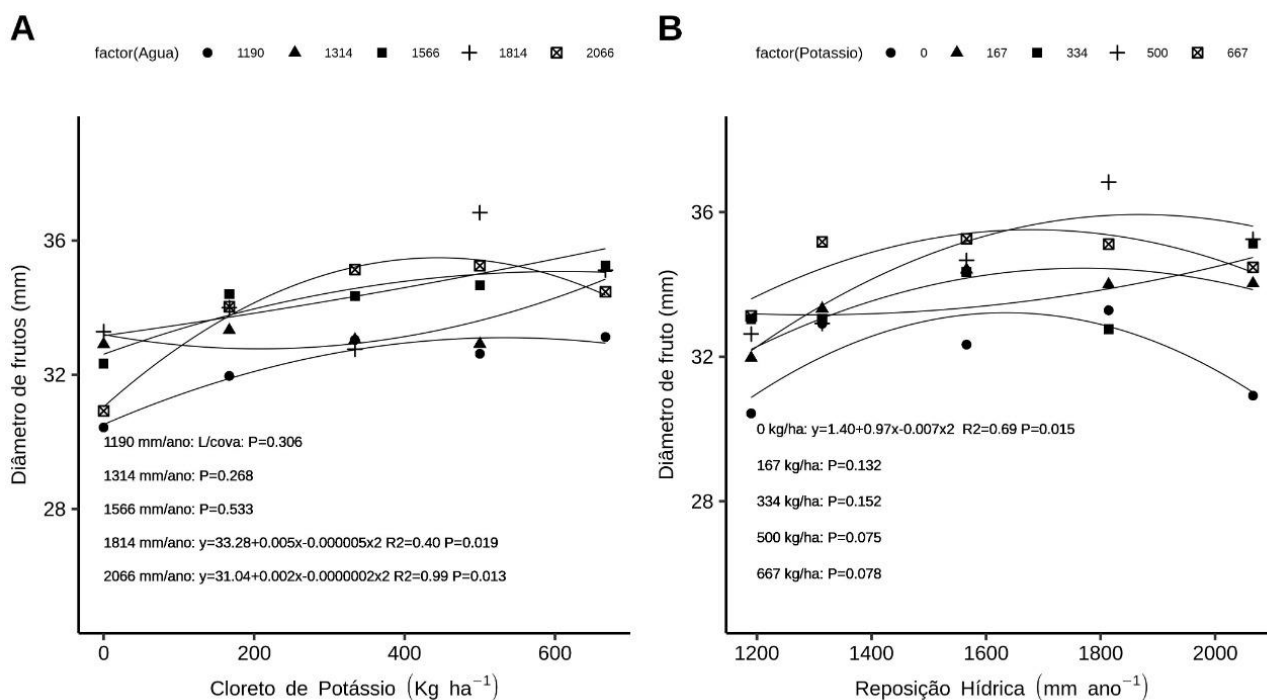 A
factor(Agua) 1190 1314 1566 1814 2066
Diâmetro de frutos (mm)
36
32
28
1190 mm/ano: L/cova: P=0.306
1314 mm/ano: P=0.268
1566 mm/ano: P=0.533
1814 mm/ano: y=33.28+0.005x-0.000005x2 R2=0.40 P=0.019
2066 mm/ano: y=31.04+0.002x-0.0000002x2 R2=0.99 P=0.013
0 200 400 600
Cloreto de Potássio (Kg ha⁻¹)
B
factor(Potassio) 0 167 334 500 667
Diâmetro de fruto (mm)
36
32
28
0 kg/ha: y=1.40+0.97x-0.007x2 R2=0.69 P=0.015
167 kg/ha: P=0.132
334 kg/ha: P=0.152
500 kg/ha: P=0.075
667 kg/ha: P=0.078
1200 1400 1600 1800 2000
Reposição Hídrica (mm ano⁻¹)